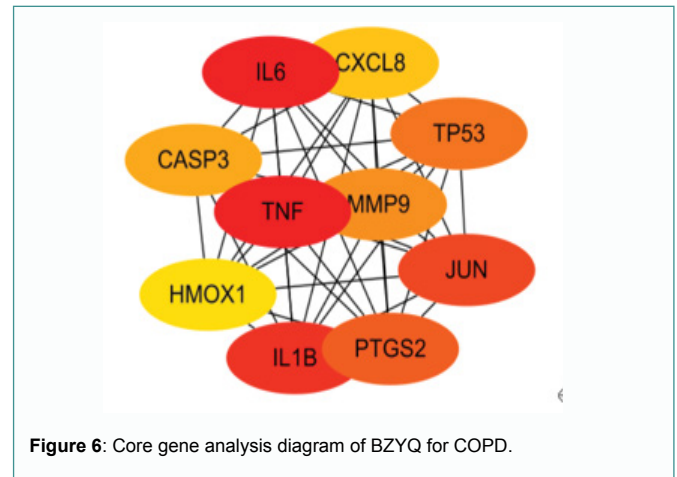 IL6
CXCL8
TP53
CASP3
TNF
MMP9
JUN
HMOX1
IL1B
PTGS2
Figure 6: Core gene analysis diagram of BZYQ for COPD.